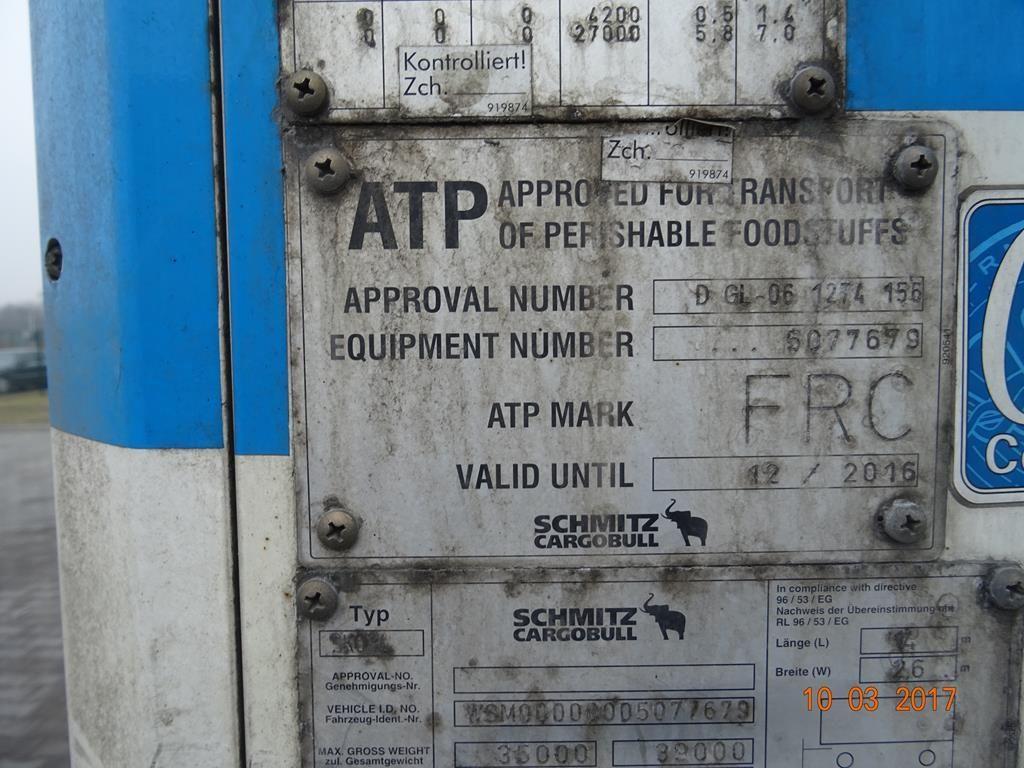 0 0 0 4200 0.5 1.4
0 0 0 27000 5.8 7.0
Kontrolliert!
Zch.
919874
Zch.
919874
ATP APPROVED FOR TRANSPORT
OF PERISHABLE FOODSTUFFS
APPROVAL NUMBER D GL-06 1274 156
EQUIPMENT NUMBER ... 5077679
920541
ATP MARK FRC
VALID UNTIL 12 / 2016
SCHMITZ
CARGOBULL
Typ
SCHMITZ
CARGOBULL
In compliance with directive
96 / 53 / EG
Nachweis der Übereinstimmung
RL 96 / 53 / EG
Länge (L) m
Breite (W) 2.6 m
APPROVAL-NO.
Genehmigungs-Nr.
VEHICLE I.D. NO.
Fahrzeug-Ident.-Nr.
WSM00000005077679
MAX. GROSS WEIGHT
zul. Gesamtgewicht
35000 39000
10 03 2017